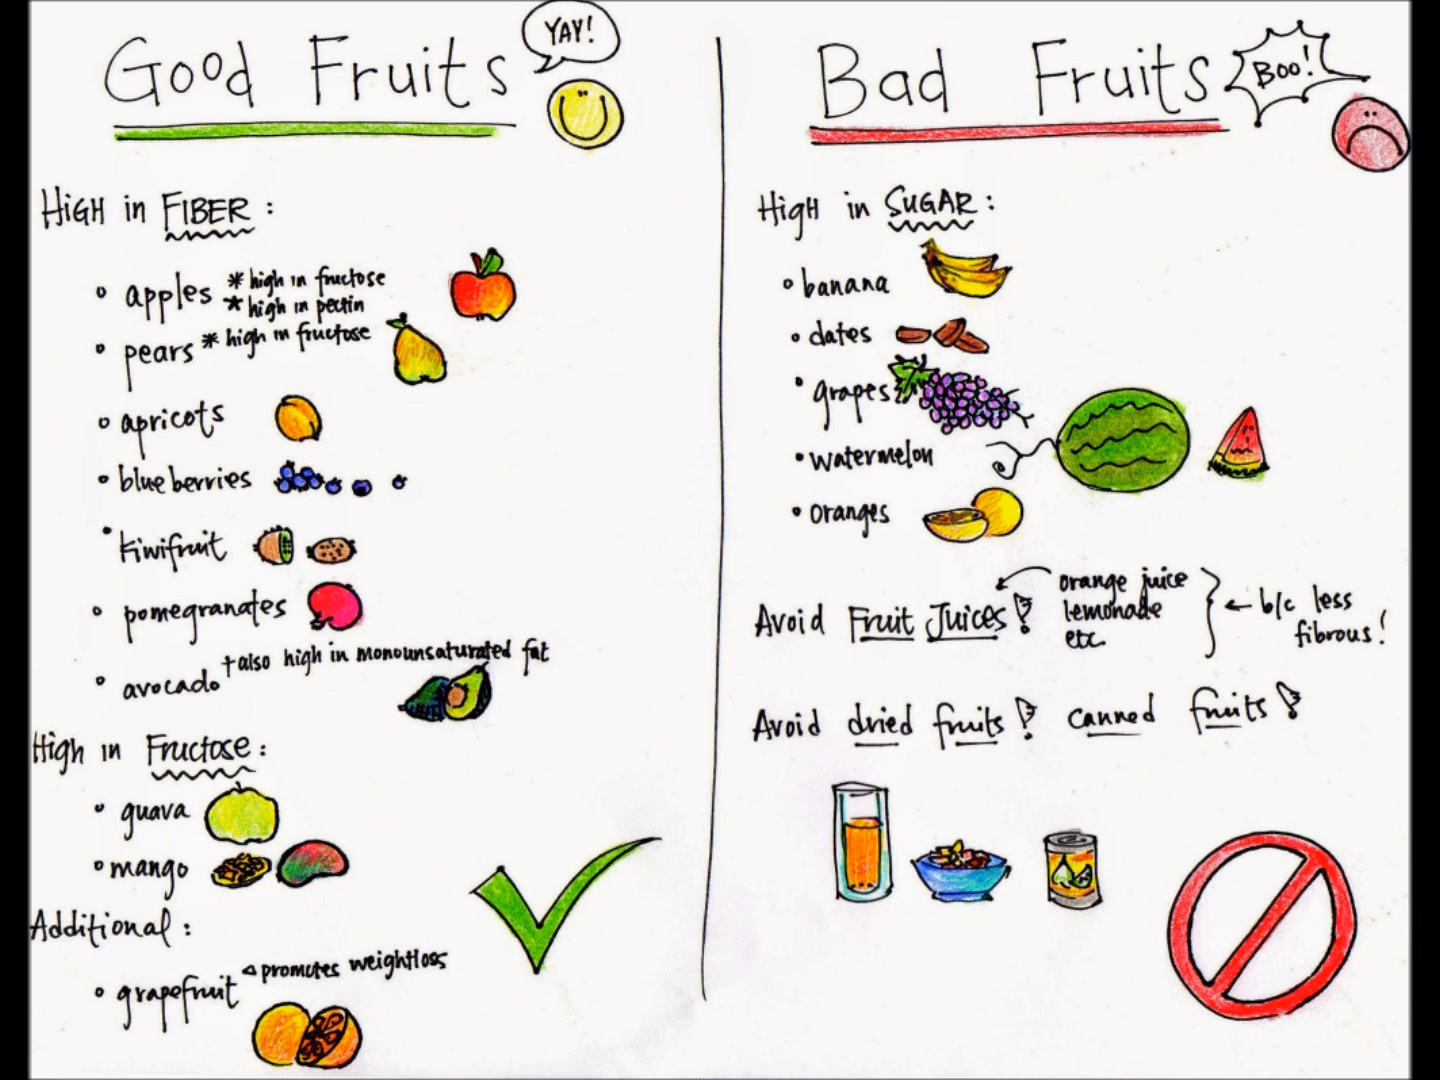 Good Fruits
YAY!
HiGH in FIBER :
apples * high in fructose
* high in pectin
pears * high in fructose
apricots
blueberries
kiwifruit
pomegranates
avocado †also high in monounsaturated fat
High in Fructose :
guava
mango
Additional :
grapefruit promotes weightloss
Bad Fruits
BOO!
HigH in SUGAR :
banana
dates
grapes
watermelon
oranges
Avoid Fruit Juices! orange juice
lemonade
etc.
← b/c less
fibrous!
Avoid dried fruits! canned fruits!